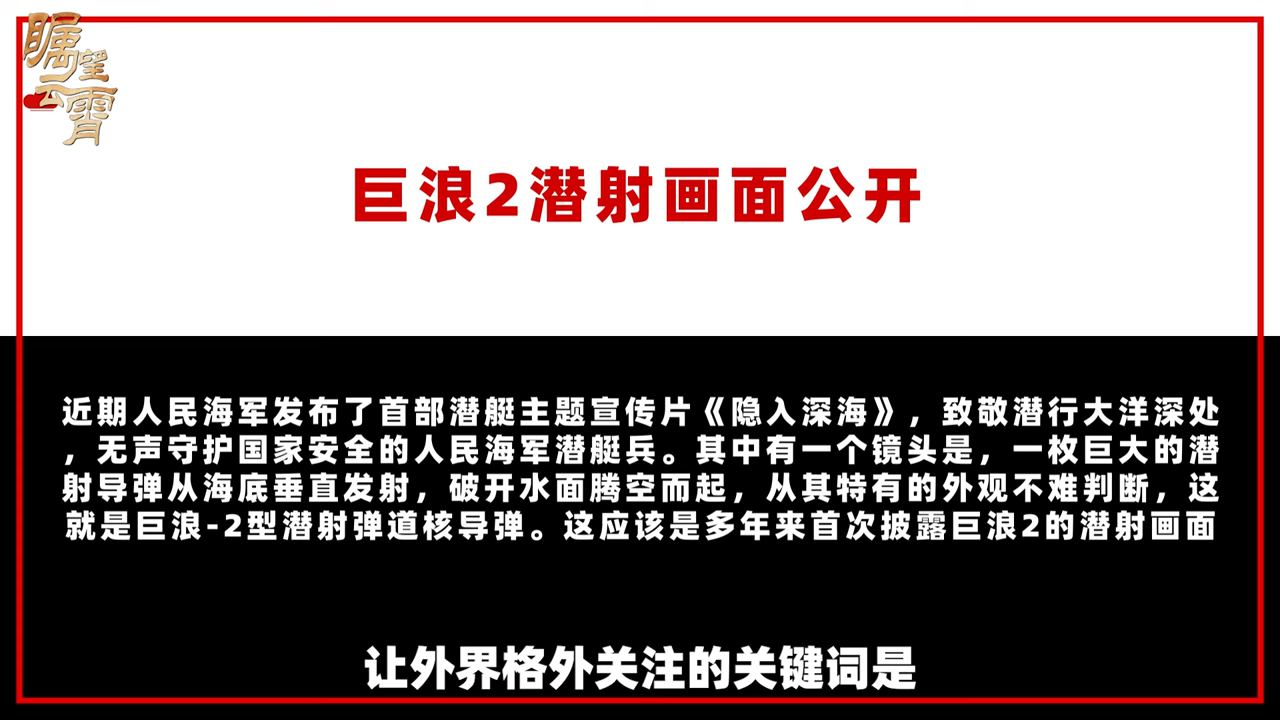 瞩望云霄
巨浪2潜射画面公开
近期人民海军发布了首部潜艇主题宣传片《隐入深海》，致敬潜行大洋深处
，无声守护国家安全的人民海军潜艇兵。其中有一个镜头是，一枚巨大的潜
射导弹从海底垂直发射，破开水面腾空而起，从其特有的外观不难判断，这
就是巨浪-2型潜射弹道核导弹。这应该是多年来首次披露巨浪2的潜射画面
让外界格外关注的关键词是